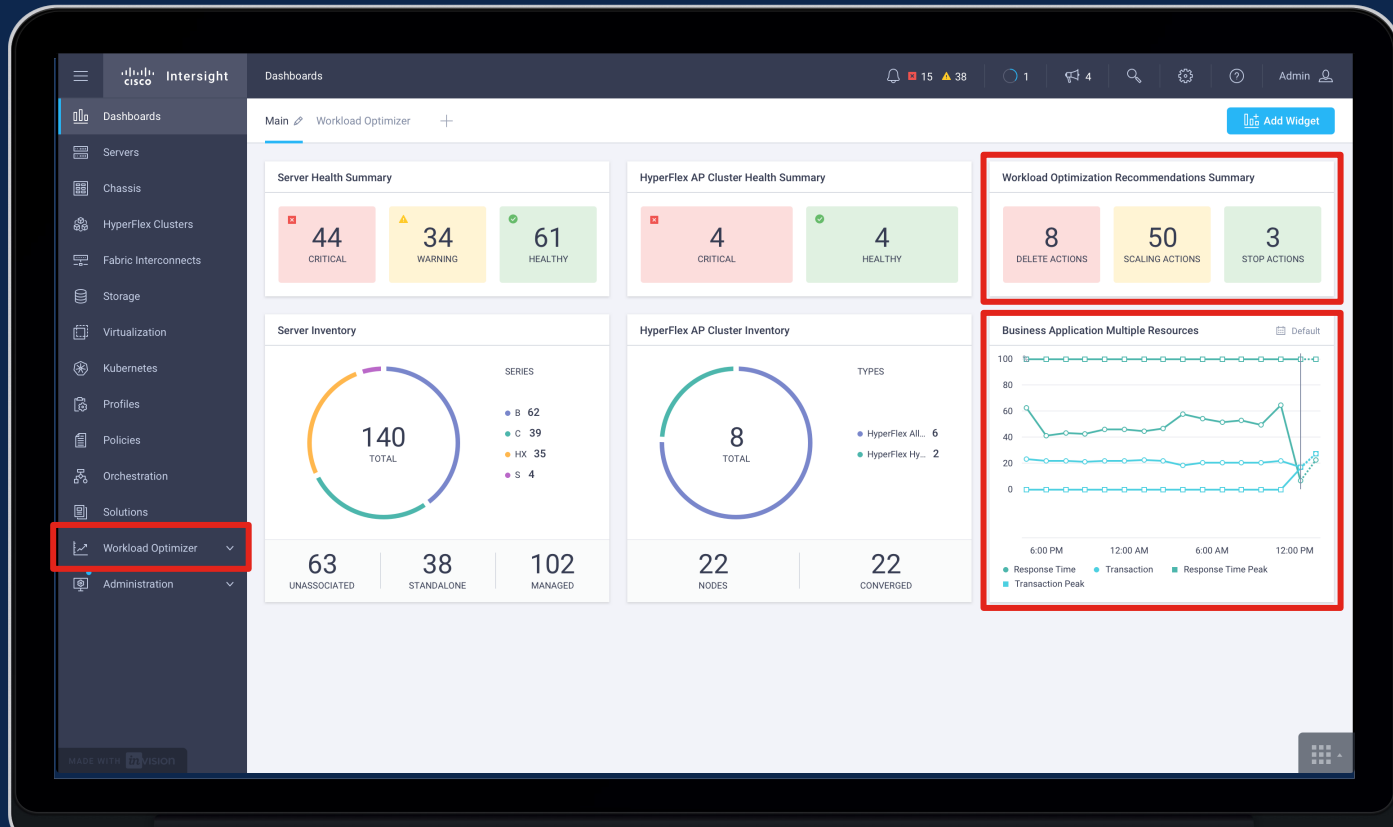 CISCO Intersight
Dashboards
15 38 1 4
Admin
Dashboards
Servers
Chassis
HyperFlex Clusters
Fabric Interconnects
Storage
Virtualization
Kubernetes
Profiles
Policies
Orchestration
Solutions
Workload Optimizer
Administration
MADE WITH invision
Main Workload Optimizer
Add Widget
Server Health Summary
44 34 61
CRITICAL WARNING HEALTHY
HyperFlex AP Cluster Health Summary
4 4
CRITICAL HEALTHY
Workload Optimization Recommendations Summary
8 50 3
DELETE ACTIONS SCALING ACTIONS STOP ACTIONS
Server Inventory
140
TOTAL
SERIES
B 62
C 39
HX 35
S 4
63 38 102
UNASSOCIATED STANDALONE MANAGED
HyperFlex AP Cluster Inventory
8
TOTAL
TYPES
HyperFlex All... 6
HyperFlex Hy... 2
22 22
NODES CONVERGED
Business Application Multiple Resources Default
100
80
60
40
20
0
6:00 PM 12:00 AM 6:00 AM 12:00 PM
Response Time Transaction Response Time Peak
Transaction Peak